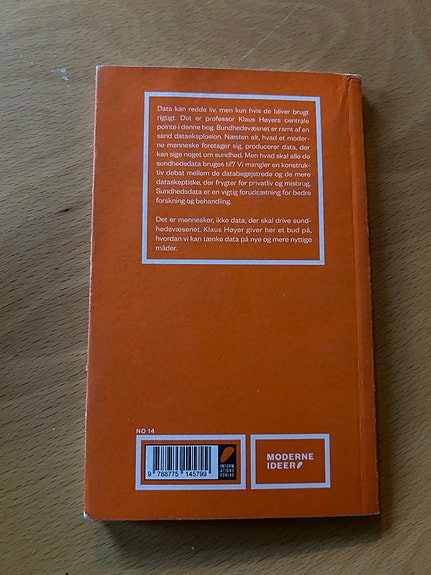 Data kan redde liv, men kun hvis de bliver brugt
rigtigt. Det er professor Klaus Høyers centrale
pointe i denne bog. Sundhedsvæsnet er ramt af en
sand dataeksplosion. Næsten alt, hvad et moder-
ne menneske foretager sig, producerer data, der
kan sige noget om sundhed. Men hvad skal alle de
sundhedsdata bruges til? Vi mangler en konstruk-
tiv debat mellem de databegejstrede og de mere
dataskeptiske, der frygter for privatliv og misbrug.
Sundhedsdata er en vigtig forudsætning for bedre
forskning og behandling.
Det er mennesker, ikke data, der skal drive sund-
hedsvæsenet. Klaus Høyer giver her et bud på,
hvordan vi kan tænke data på nye og mere nyttige
måder.
NO 14
9 788775 145799
INFORM
ATIONS
FORLAG
MODERNE
IDEER